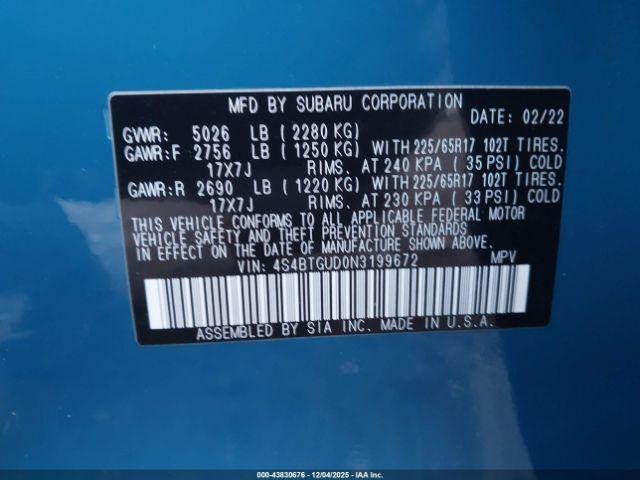 MFD BY SUBARU CORPORATION
DATE: 02/22
GVWR: 5026 LB ( 2280 KG)
GAWR:F 2756 LB ( 1250 KG) WITH 225/65R17 102T TIRES.
17X7J RIMS. AT 240 KPA ( 35 PSI) COLD
GAWR:R 2690 LB ( 1220 KG) WITH 225/65R17 102T TIRES.
17X7J RIMS. AT 230 KPA ( 33 PSI) COLD
THIS VEHICLE CONFORMS TO ALL APPLICABLE FEDERAL MOTOR
VEHICLE SAFETY AND THEFT PREVENTION STANDARDS
IN EFFECT ON THE DATE OF MANUFACTURE SHOWN ABOVE.
VIN: 4S4BTGUD0N3199672 MPV
ASSEMBLED BY SIA INC. MADE IN U.S.A.
000-43830676 - 12/04/2025 - IAAI.COM